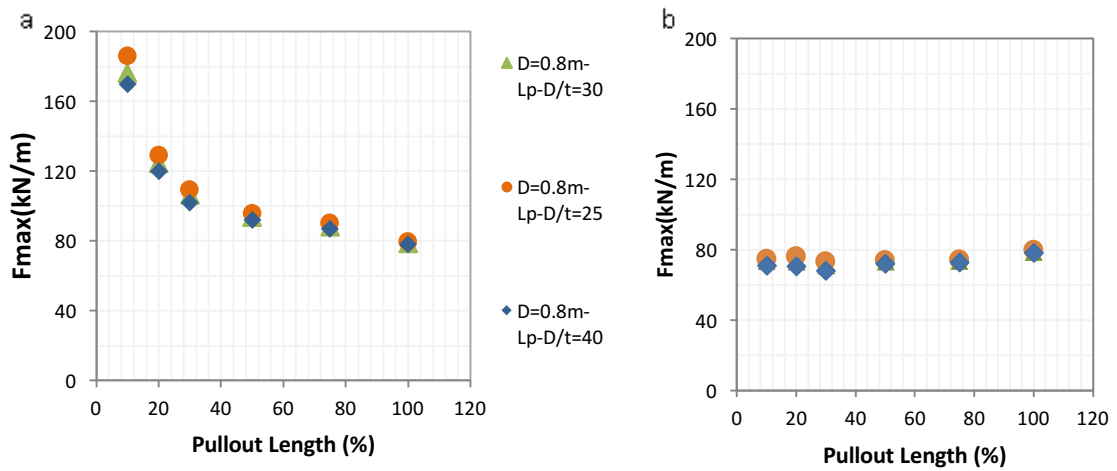 a
200
160
120
80
40
0
0 20 40 60 80 100 120
Fmax(kN/m)
Pullout Length (%)
D=0.8m-
Lp-D/t=30
D=0.8m-
Lp-D/t=25
D=0.8m-
Lp-D/t=40
b
200
160
120
80
40
0
0 20 40 60 80 100 120
Fmax(kN/m)
Pullout Length (%)